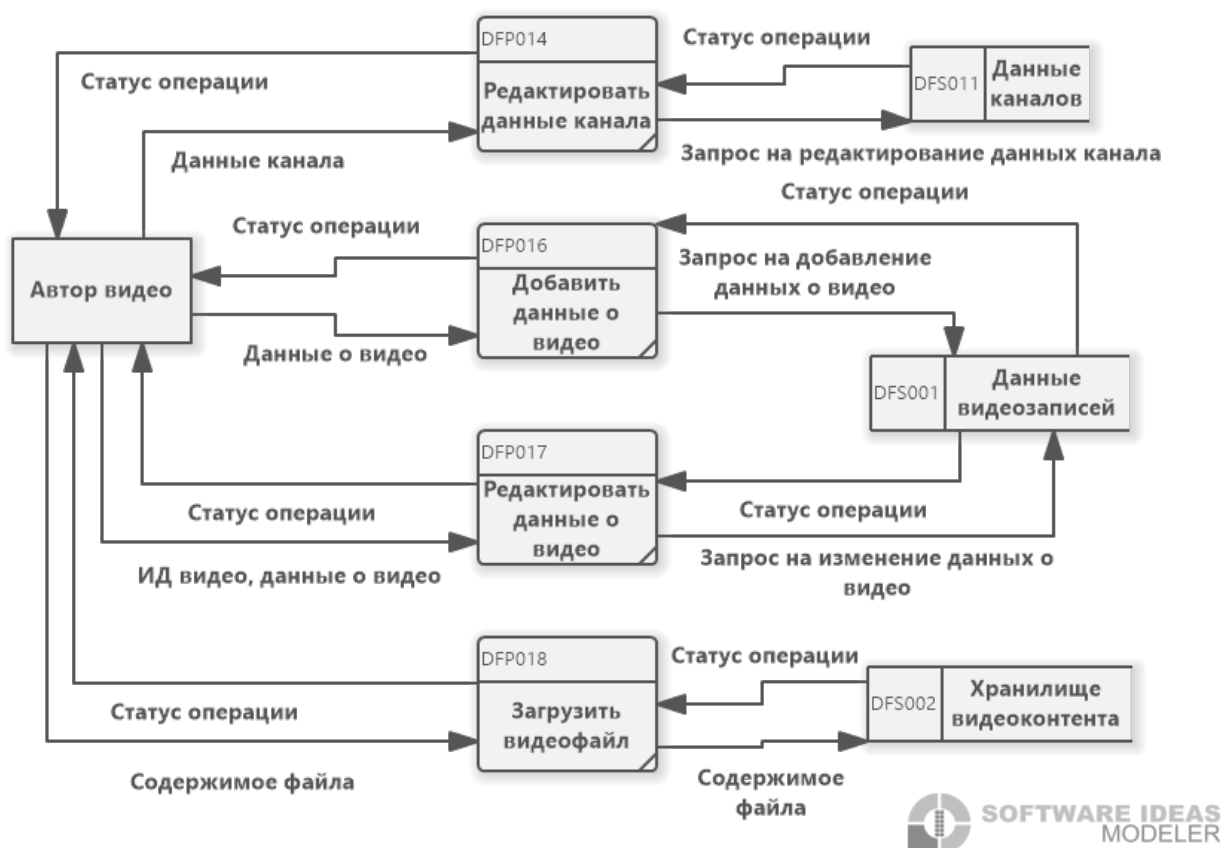 DFP014
Редактировать
данные канала
Статус операции
Статус операции
Данные канала
DFS011
Данные
каналов
Запрос на редактирование данных канала
Статус операции
Автор видео
Статус операции
Данные о видео
DFP016
Добавить
данные о
видео
Запрос на добавление
данных о видео
DFS001
Данные
видеозаписей
DFP017
Редактировать
данные о
видео
Статус операции
ИД видео, данные о видео
Статус операции
Запрос на изменение данных о
видео
DFP018
Загрузить
видеофайл
Статус операции
Содержимое файла
Статус операции
DFS002
Хранилище
видеоконтента
Содержимое
файла
SOFTWARE IDEAS
MODELER